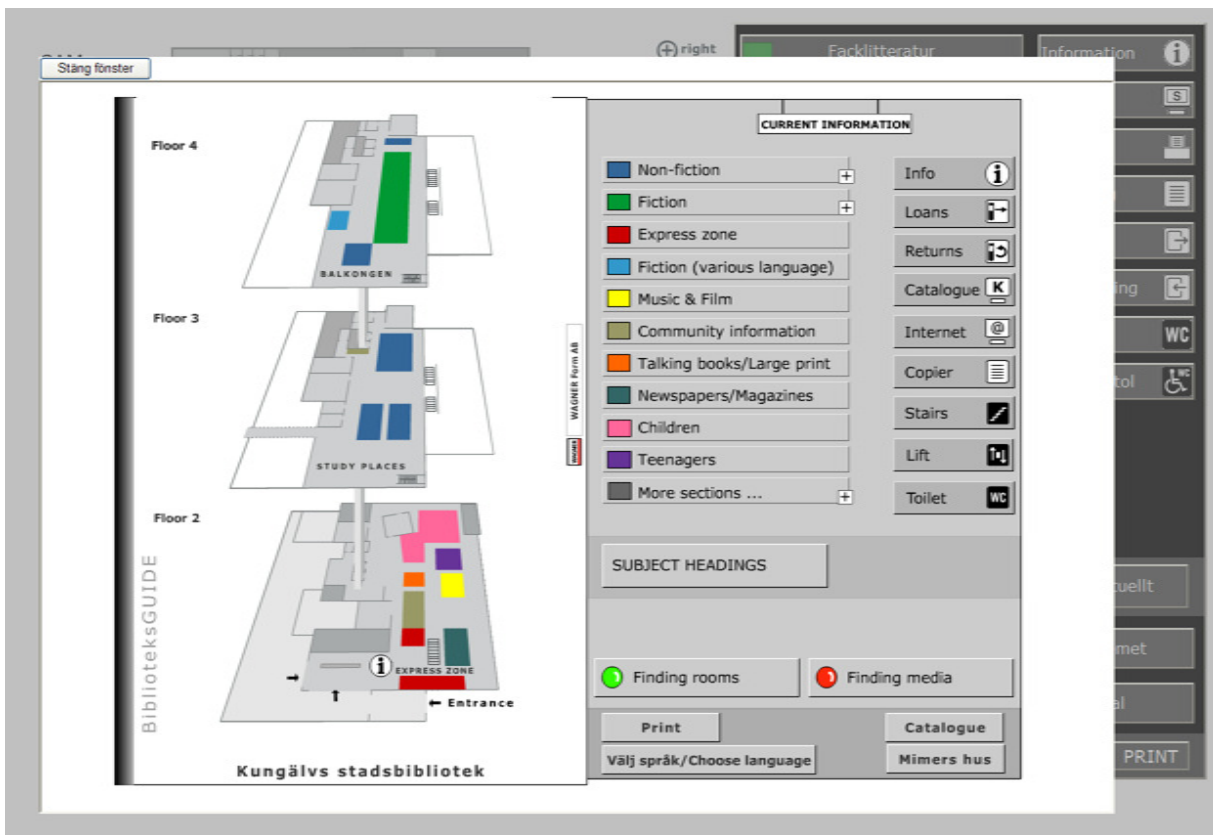 right
Facklitteratur
Information
Stäng fönster
S
CURRENT INFORMATION
Floor 4
BALKONGEN
Floor 3
STUDY PLACES
Floor 2
EXPRESS ZONE
← Entrance
BiblioteksGUIDE
Kungälvs stadsbibliotek
WAGNER Form AB
WAGNER
Non-fiction
Fiction
Express zone
Fiction (various language)
Music & Film
Community information
Talking books/Large print
Newspapers/Magazines
Children
Teenagers
More sections ...
Info
Loans
Returns
Catalogue K
Internet @
Copier
Stairs
Lift
Toilet WC
WC
WC
SUBJECT HEADINGS
Finding rooms
Finding media
Print
Catalogue
Välj språk/Choose language
Mimers hus
PRINT